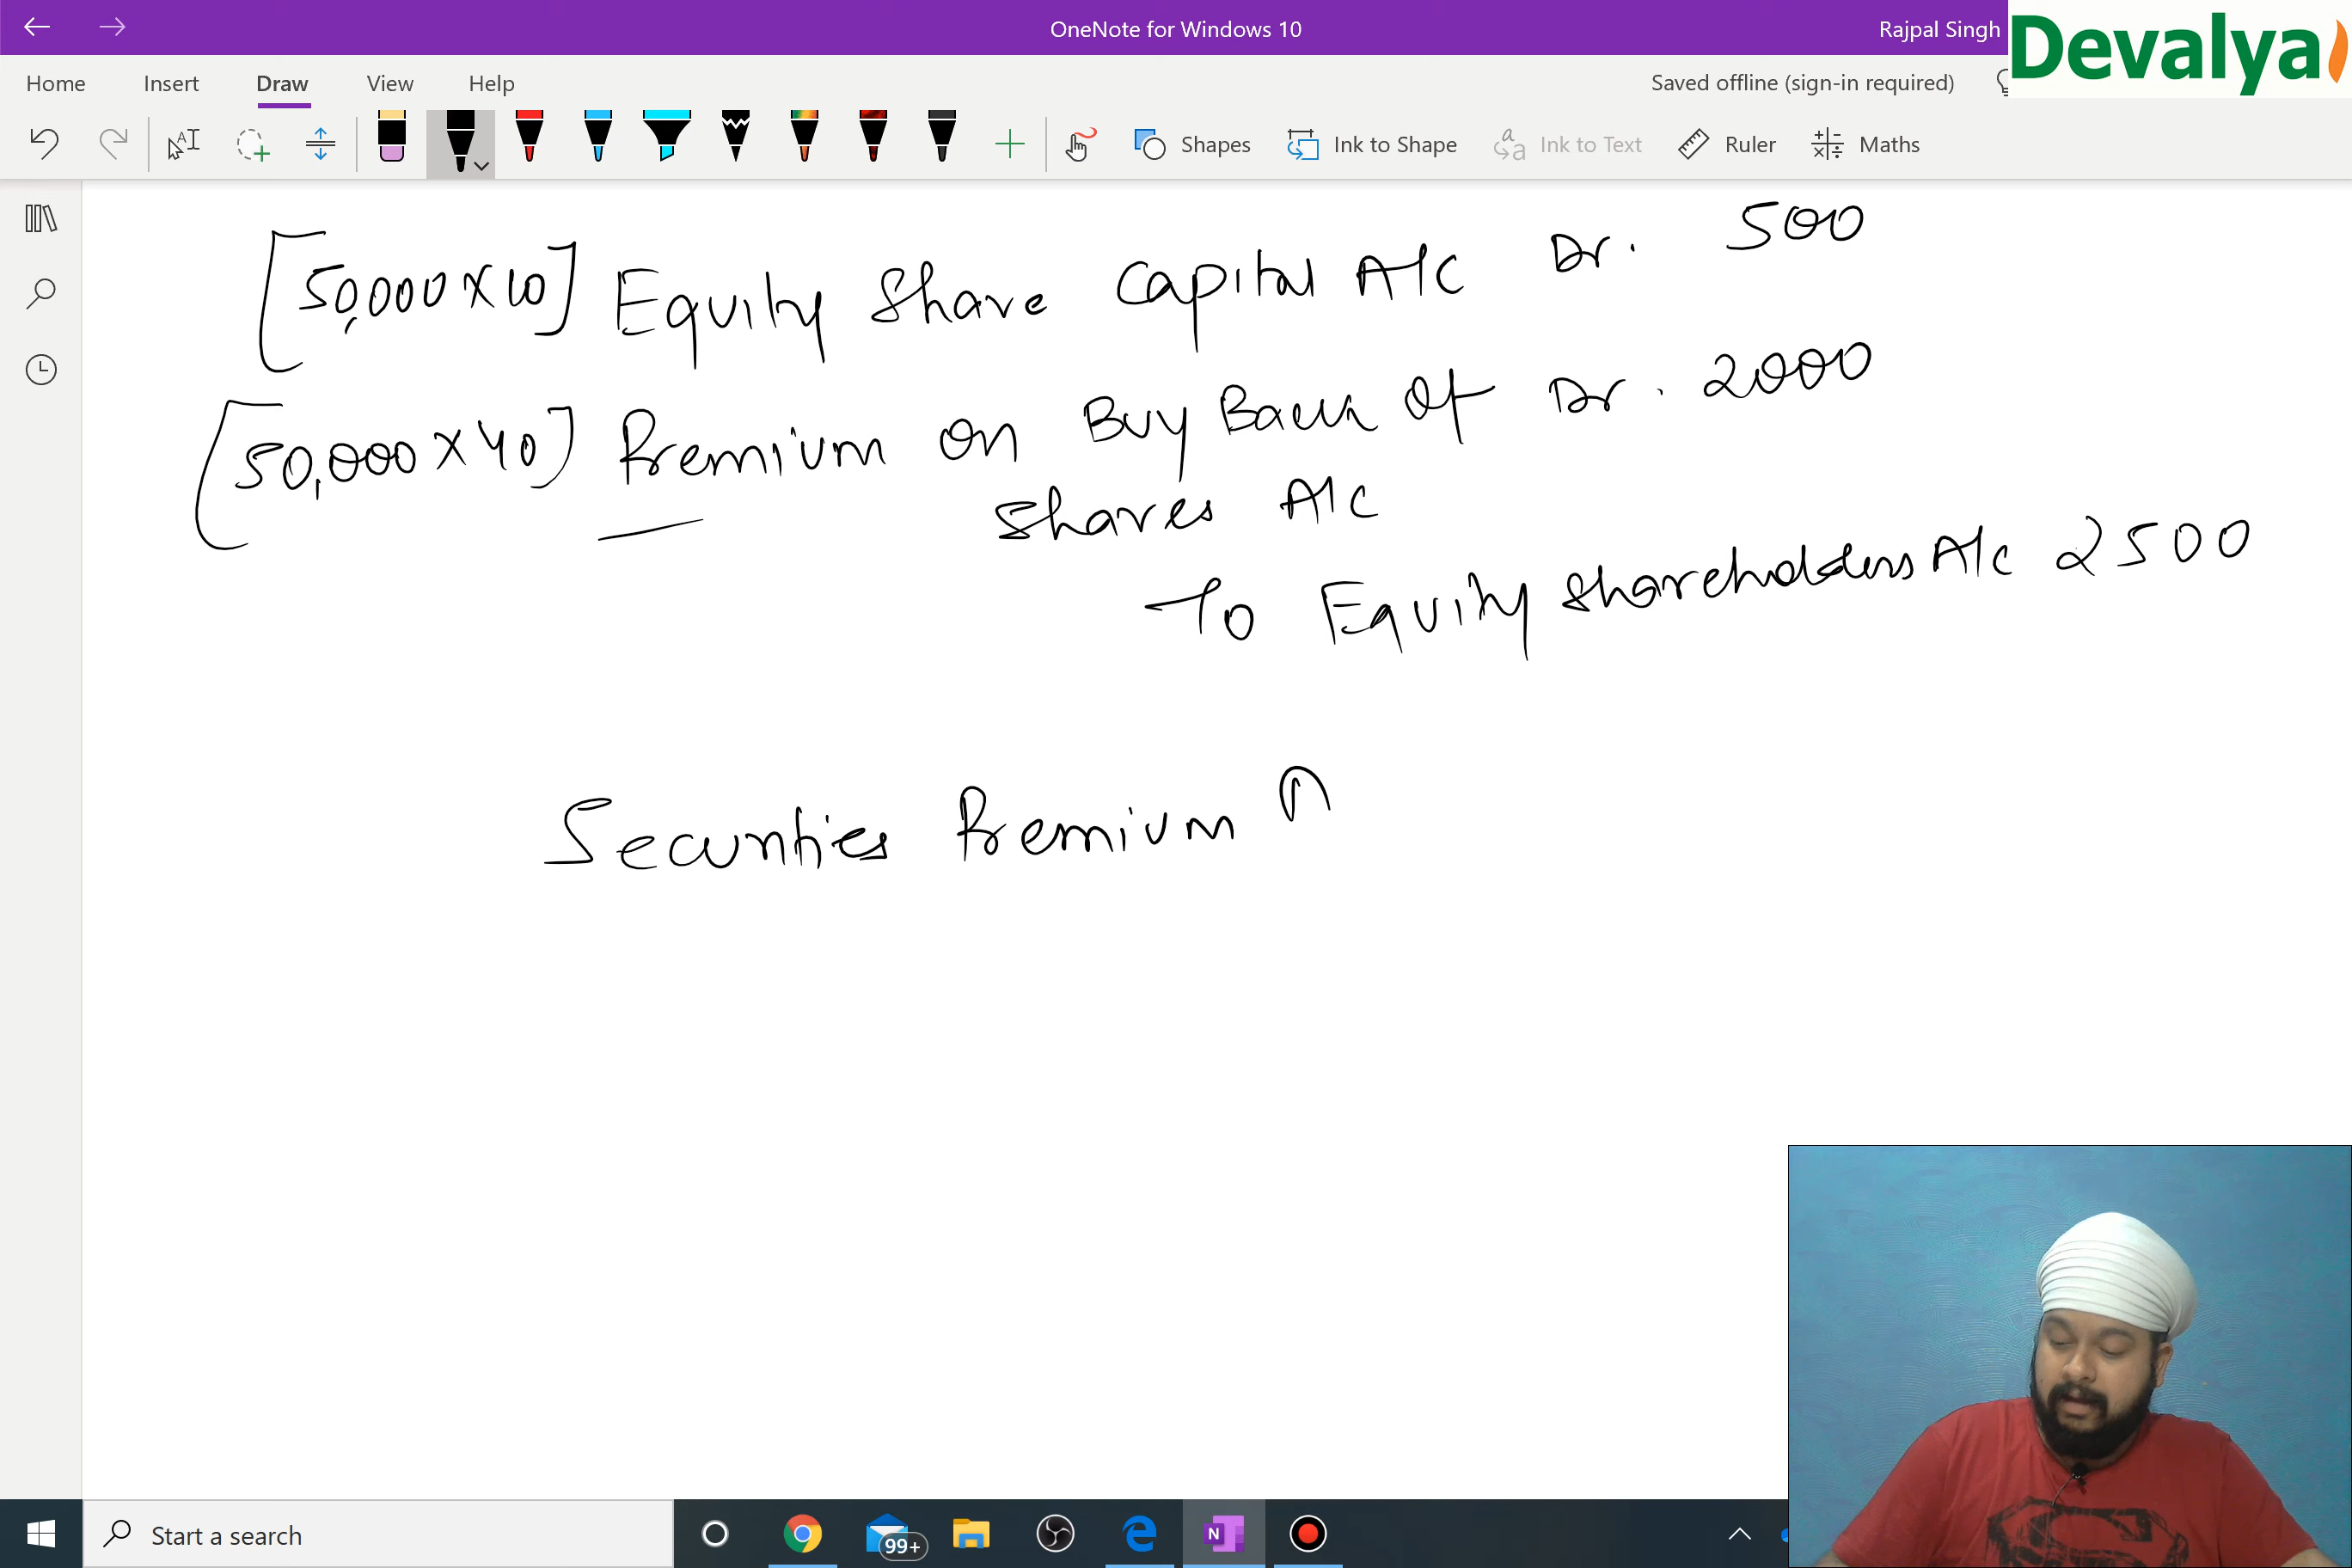 OneNote for Windows 10
Rajpal Singh
Devalya
Home Insert Draw View Help
Saved offline (sign-in required)
Shapes Ink to Shape Ink to Text Ruler Maths
[50,000 X 10] Equity Share Capital A/c Dr. 500
[50,000 X 40] Premium on Buy Back of Dr. 2000
Shares A/c
To Equity Shareholders A/c 2500
Securities Premium
Start a search
99+